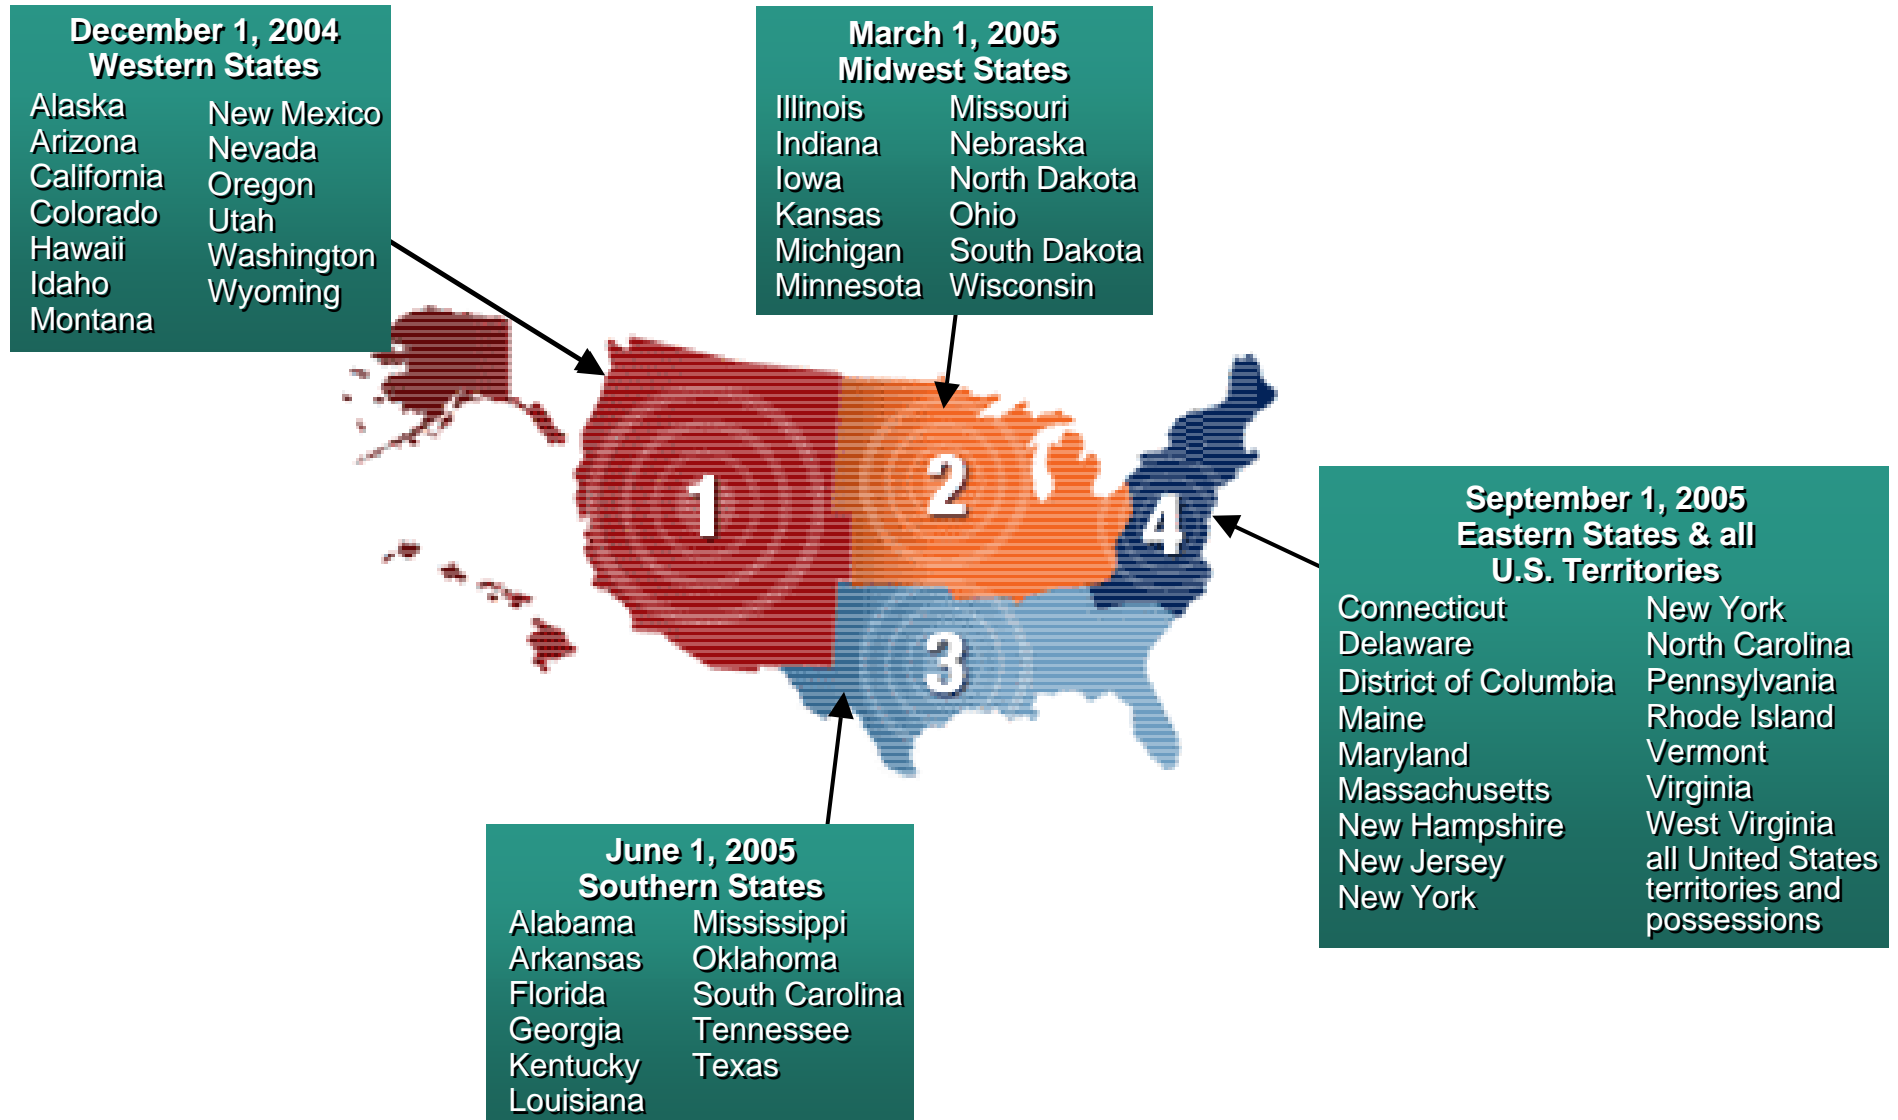 December 1, 2004
Western States
Alaska
Arizona
California
Colorado
Hawaii
Idaho
Montana
New Mexico
Nevada
Oregon
Utah
Washington
Wyoming
March 1, 2005
Midwest States
Illinois
Indiana
Iowa
Kansas
Michigan
Minnesota
Missouri
Nebraska
North Dakota
Ohio
South Dakota
Wisconsin
1
2
3
4
September 1, 2005
Eastern States & all
U.S. Territories
Connecticut
Delaware
District of Columbia
Maine
Maryland
Massachusetts
New Hampshire
New Jersey
New York
New York
North Carolina
Pennsylvania
Rhode Island
Vermont
Virginia
West Virginia
all United States
territories and
possessions
June 1, 2005
Southern States
Alabama
Arkansas
Florida
Georgia
Kentucky
Louisiana
Mississippi
Oklahoma
South Carolina
Tennessee
Texas